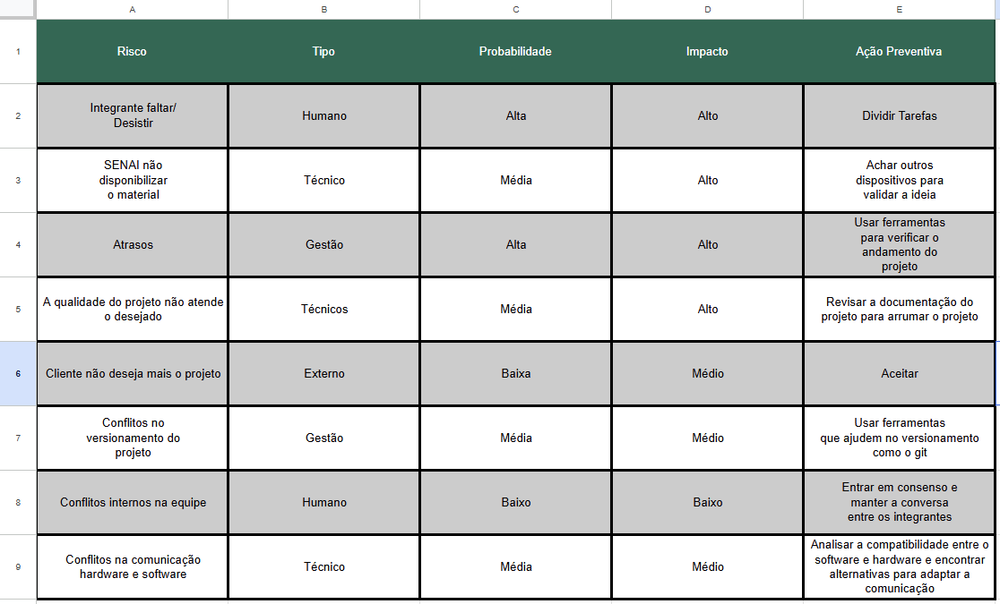 A B C D E
1 Risco Tipo Probabilidade Impacto Ação Preventiva
2 Integrante faltar/
Desistir
Humano
Alta
Alto
Dividir Tarefas
3 SENAI não
disponibilizar
o material
Técnico
Média
Alto
Achar outros
dispositivos para
validar a ideia
4 Atrasos
Gestão
Alta
Alto
Usar ferramentas
para verificar o
andamento do
projeto
5 A qualidade do projeto não atende
o desejado
Técnicos
Média
Alto
Revisar a documentação do
projeto para arrumar o projeto
6 Cliente não deseja mais o projeto
Externo
Baixa
Médio
Aceitar
7 Conflitos no
versionamento do
projeto
Gestão
Média
Médio
Usar ferramentas
que ajudem no versionamento
como o git
8 Conflitos internos na equipe
Humano
Baixo
Baixo
Entrar em consenso e
manter a conversa
entre os integrantes
9 Conflitos na comunicação
hardware e software
Técnico
Média
Médio
Analisar a compatibilidade entre o
software e hardware e encontrar
alternativas para adaptar a
comunicação